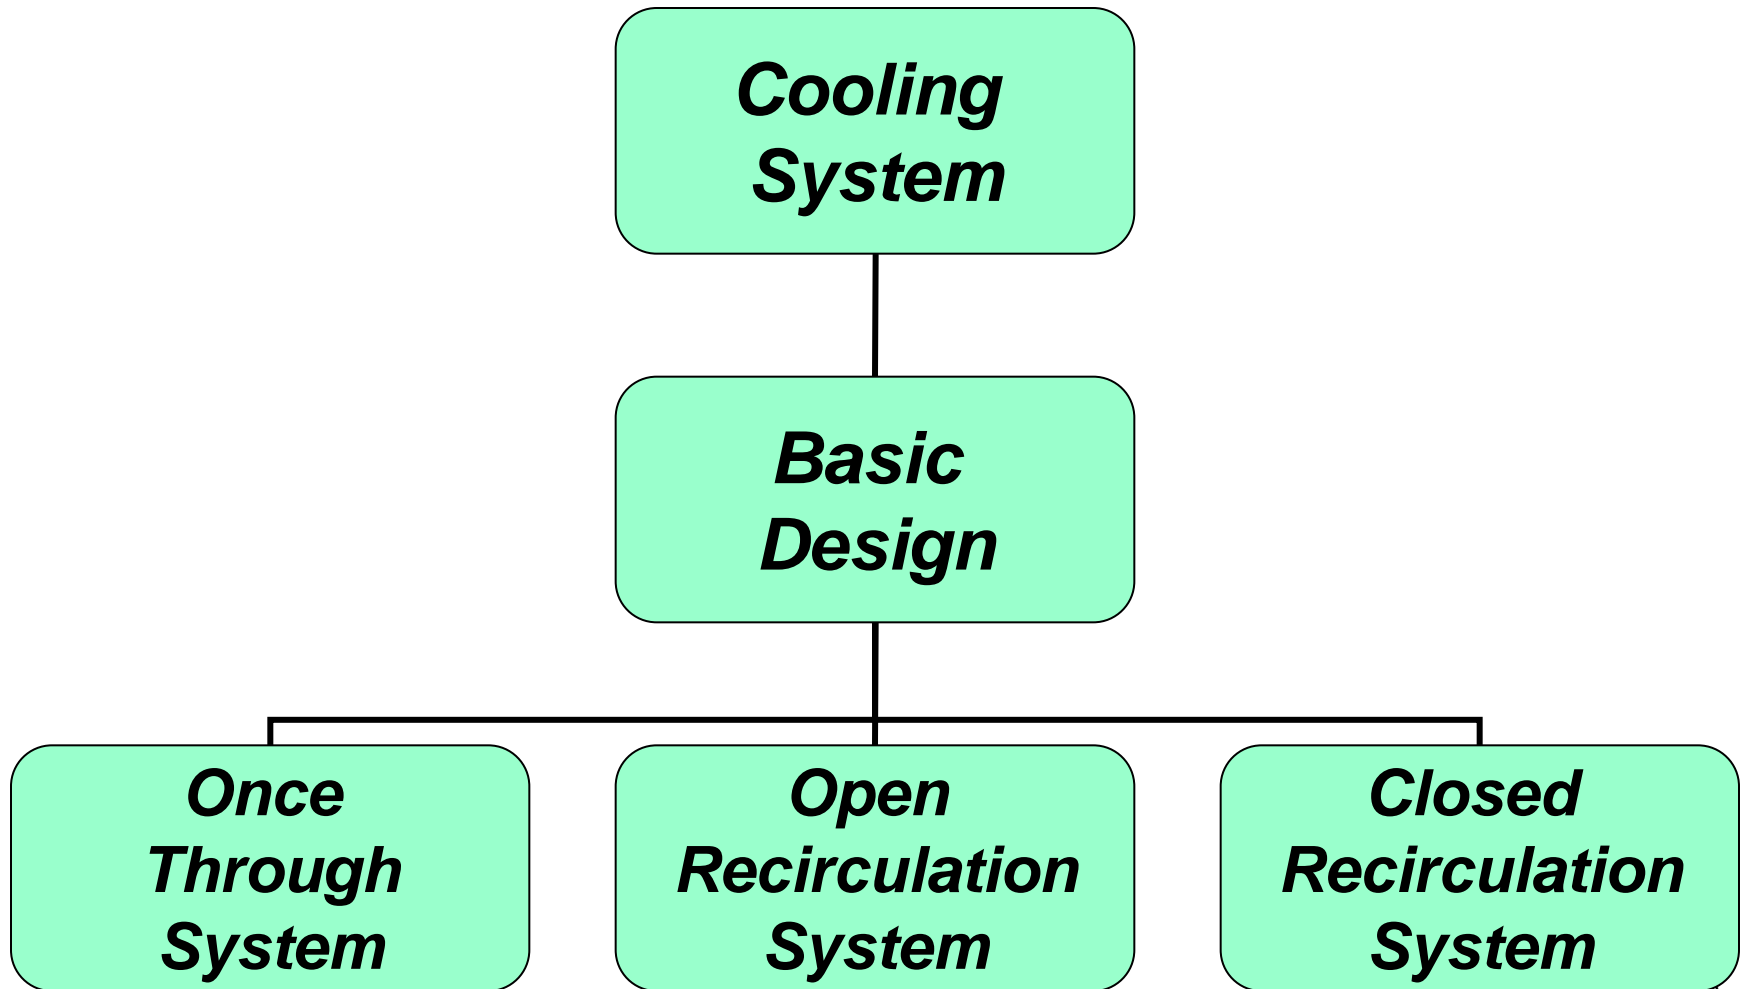 Cooling
System
Basic
Design
Once
Through
System
Open
Recirculation
System
Closed
Recirculation
System